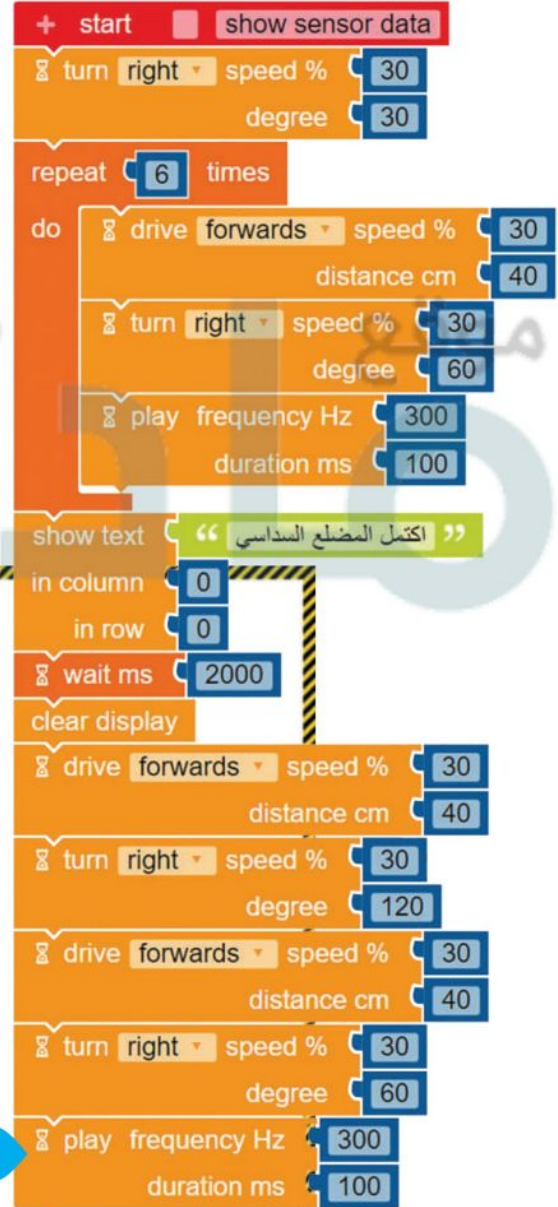 + start show sensor data
turn right speed % 30
degree 30
repeat 6 times
do drive forwards speed % 30
distance cm 40
turn right speed % 30
degree 60
play frequency Hz 300
duration ms 100
show text “ اكتمل المضلع السداسي ”
in column 0
in row 0
wait ms 2000
clear display
drive forwards speed % 30
distance cm 40
turn right speed % 30
degree 120
drive forwards speed % 30
distance cm 40
turn right speed % 30
degree 60
play frequency Hz 300
duration ms 100
موقع